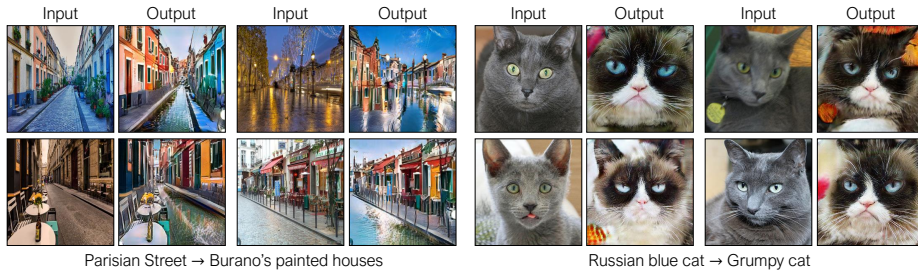 Input Output Input Output Input Output Input Output
Parisian Street → Burano's painted houses
Russian blue cat → Grumpy cat